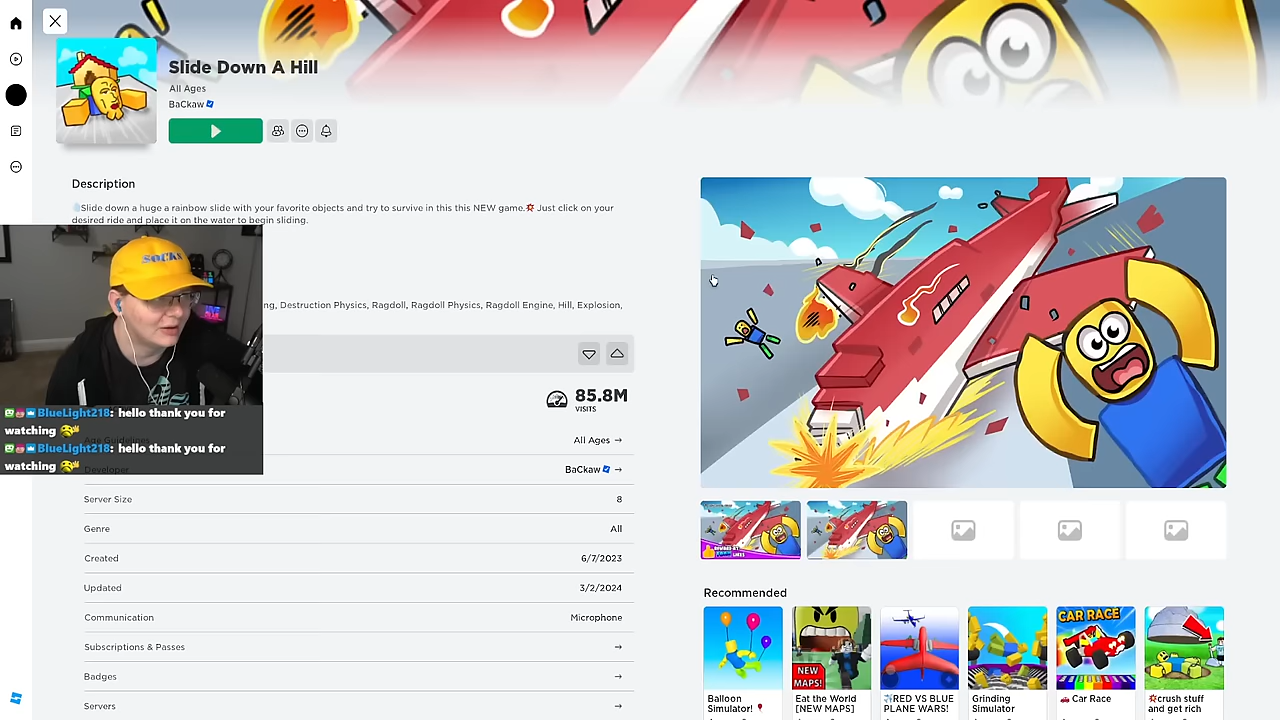 Slide Down A Hill
All Ages
BaCkaw
Description
Slide down a huge a rainbow slide with your favorite objects and try to survive in this this NEW game.💥 Just click on your
desired ride and place it on the water to begin sliding.
SOCKS
ng, Destruction Physics, Ragdoll, Ragdoll Physics, Ragdoll Engine, Hill, Explosion,
85.8M
VISITS
BlueLight218: hello thank you for
watching
BlueLight218: hello thank you for
watching
Age Guidelines All Ages →
Developer BaCkaw →
Server Size 8
Genre All
Created 6/7/2023
Updated 3/2/2024
Communication Microphone
Subscriptions & Passes →
Badges →
Servers →
Recommended
CAR RACE
NEW
MAPS!
Balloon
Simulator! 🎈
Eat the World
[NEW MAPS]
✈️RED VS BLUE
PLANE WARS!
Grinding
Simulator
🏎️ Car Race
💥crush stuff
and get rich